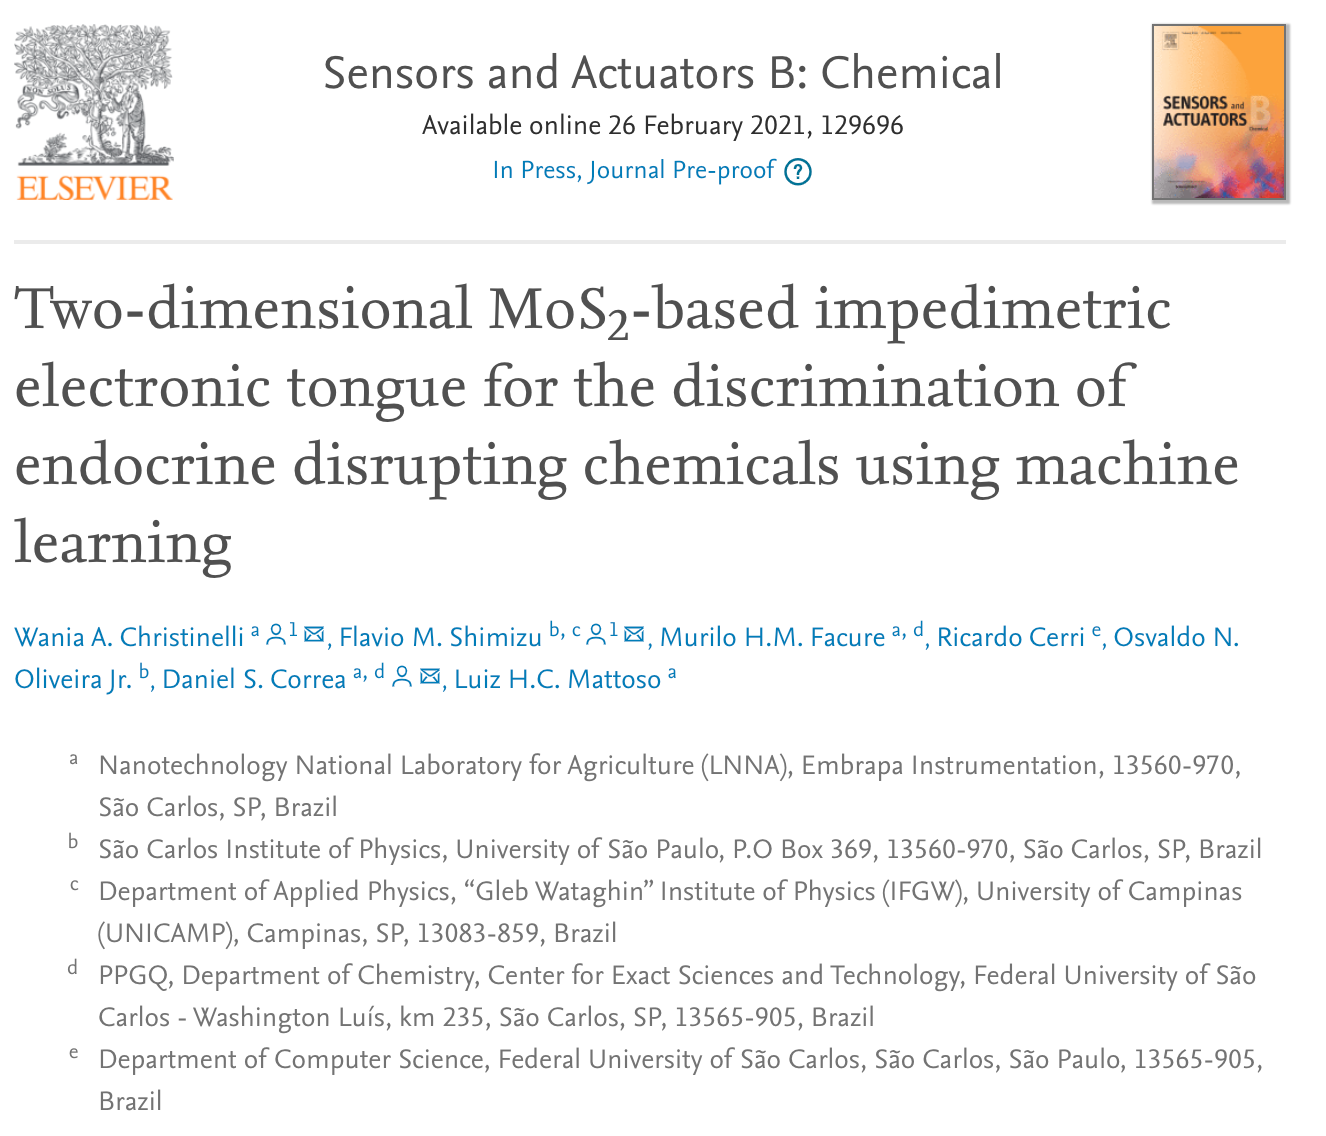 Sensors and Actuators B: Chemical
Available online 26 February 2021, 129696
In Press, Journal Pre-proof ?
NON SOLUS
ELSEVIER
SENSORS and
ACTUATORS B
Chemical
Two-dimensional MoS₂-based impedimetric
electronic tongue for the discrimination of
endocrine disrupting chemicals using machine
learning
Wania A. Christinelli ᵃ ¹, Flavio M. Shimizu ᵇ, ᶜ ¹, Murilo H.M. Facure ᵃ, ᵈ, Ricardo Cerri ᵉ, Osvaldo N.
Oliveira Jr. ᵇ, Daniel S. Correa ᵃ, ᵈ, Luiz H.C. Mattoso ᵃ
a Nanotechnology National Laboratory for Agriculture (LNNA), Embrapa Instrumentation, 13560-970,
São Carlos, SP, Brazil
b São Carlos Institute of Physics, University of São Paulo, P.O Box 369, 13560-970, São Carlos, SP, Brazil
c Department of Applied Physics, “Gleb Wataghin” Institute of Physics (IFGW), University of Campinas
(UNICAMP), Campinas, SP, 13083-859, Brazil
d PPGQ, Department of Chemistry, Center for Exact Sciences and Technology, Federal University of São
Carlos - Washington Luís, km 235, São Carlos, SP, 13565-905, Brazil
e Department of Computer Science, Federal University of São Carlos, São Carlos, São Paulo, 13565-905,
Brazil